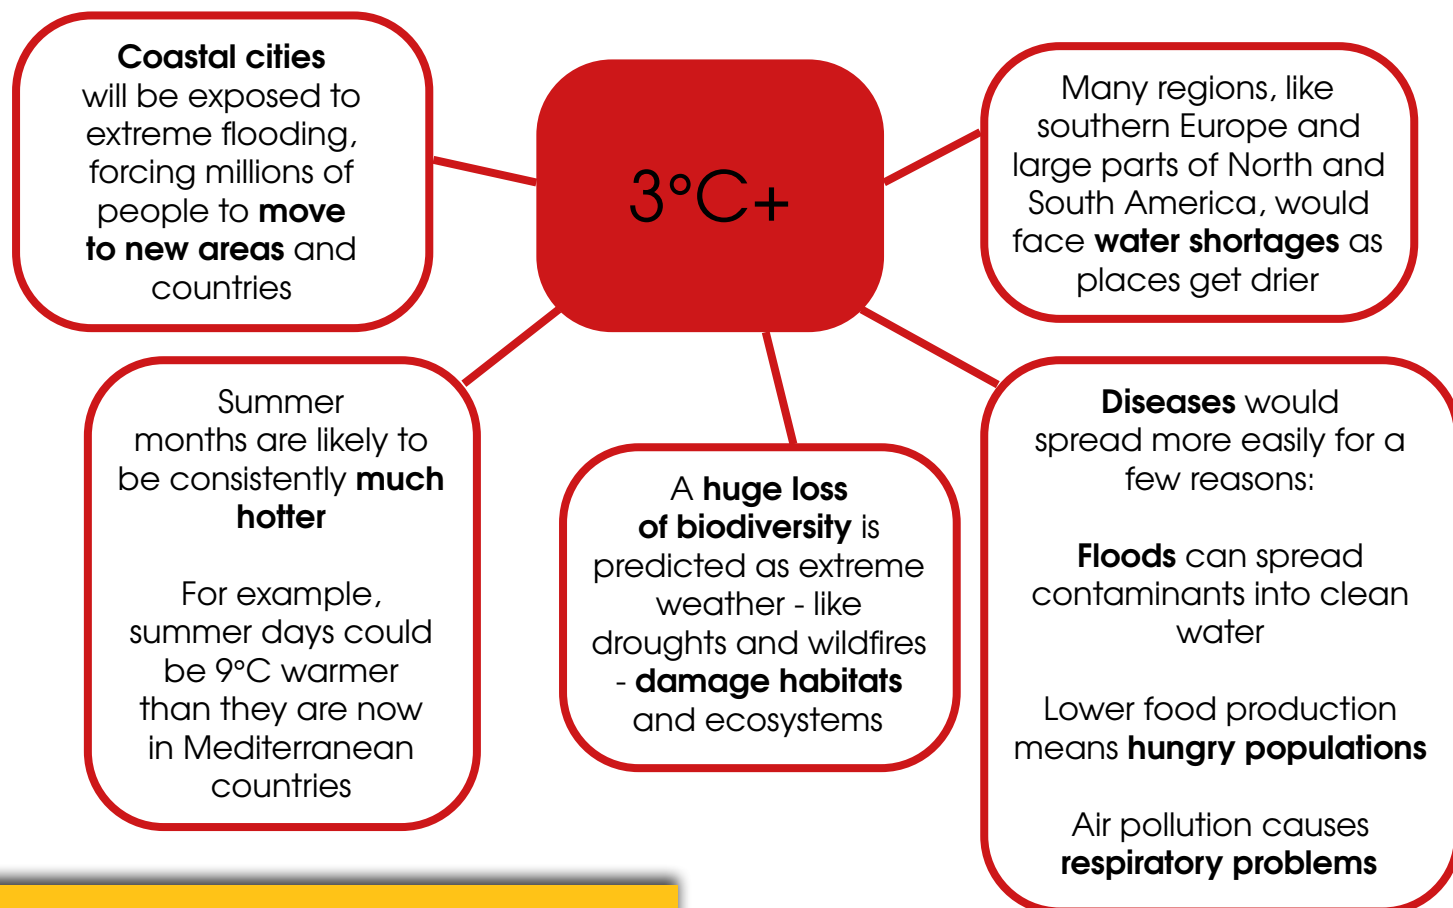 Coastal cities
will be exposed to
extreme flooding,
forcing millions of
people to move
to new areas and
countries
3°C+
Many regions, like
southern Europe and
large parts of North and
South America, would
face water shortages as
places get drier
Summer
months are likely to
be consistently much
hotter
For example,
summer days could
be 9°C warmer
than they are now
in Mediterranean
countries
A huge loss
of biodiversity is
predicted as extreme
weather - like
droughts and wildfires
- damage habitats
and ecosystems
Diseases would
spread more easily for a
few reasons:
Floods can spread
contaminants into clean
water
Lower food production
means hungry populations
Air pollution causes
respiratory problems